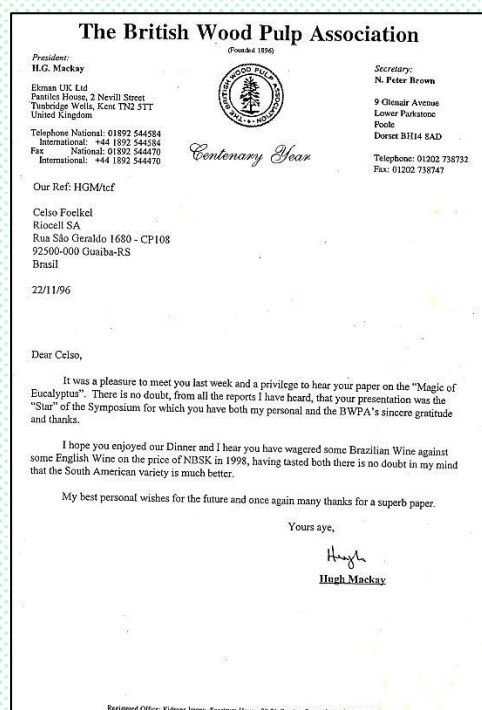 The British Wood Pulp Association
(Founded 1896)
President:
H.G. Mackay
Ekman UK Ltd
Pantiles House, 2 Nevill Street
Tunbridge Wells, Kent TN2 5TT
United Kingdom
Telephone National: 01892 544584
International: +44 1892 544584
Fax National: 01892 544470
International: +44 1892 544470
THE BRITISH WOOD PULP ASSOCIATION
Centenary Year
Secretary:
N. Peter Brown
9 Glenair Avenue
Lower Parkstone
Poole
Dorset BH14 8AD
Telephone: 01202 738732
Fax: 01202 738747
Our Ref: HGM/tcf
Celso Foelkel
Riocell SA
Rua São Geraldo 1680 - CP108
92500-000 Guaiba-RS
Brasil
22/11/96
Dear Celso,
It was a pleasure to meet you last week and a privilege to hear your paper on the “Magic of
Eucalyptus”. There is no doubt, from all the reports I have heard, that your presentation was the
“Star” of the Symposium for which you have both my personal and the BWPA's sincere gratitude
and thanks.
I hope you enjoyed our Dinner and I hear you have wagered some Brazilian Wine against
some English Wine on the price of NBSK in 1998, having tasted both there is no doubt in my mind
that the South American variety is much better.
My best personal wishes for the future and once again many thanks for a superb paper.
Yours aye,
Hugh
Hugh Mackay
Registered Office: